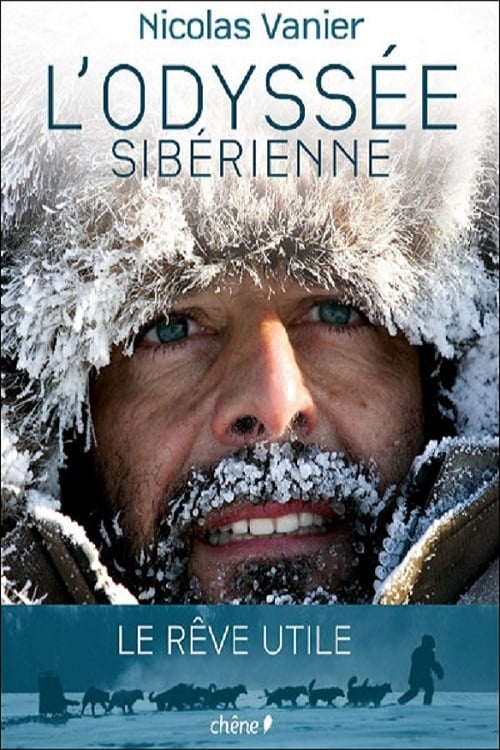 Nicolas Vanier
L'ODYSSÉE
SIBÉRIENNE
LE RÊVE UTILE
chêne